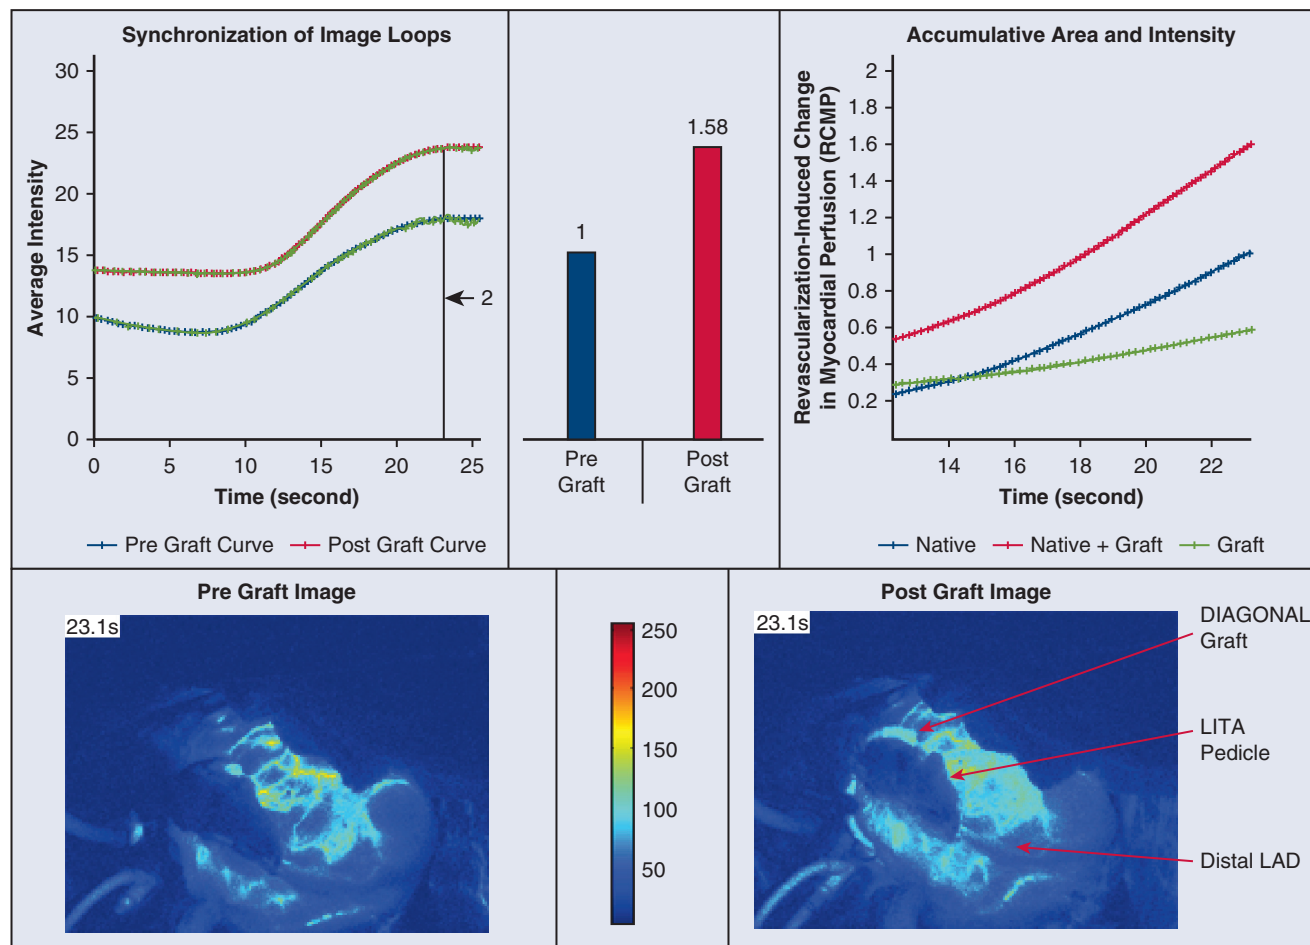 Synchronization of Image Loops
30
25
20
15
10
5
0
Average Intensity
2
0 5 10 15 20 25
Time (second)
Pre Graft Curve Post Graft Curve
1
1.58
Pre
Graft
Post
Graft
Accumulative Area and Intensity
Revascularization-Induced Change
in Myocardial Perfusion (RCMP)
2
1.8
1.6
1.4
1.2
1
0.8
0.6
0.4
0.2
14 16 18 20 22
Time (second)
Native Native + Graft Graft
Pre Graft Image
23.1s
250
200
150
100
50
Post Graft Image
23.1s
DIAGONAL
Graft
LITA
Pedicle
Distal LAD